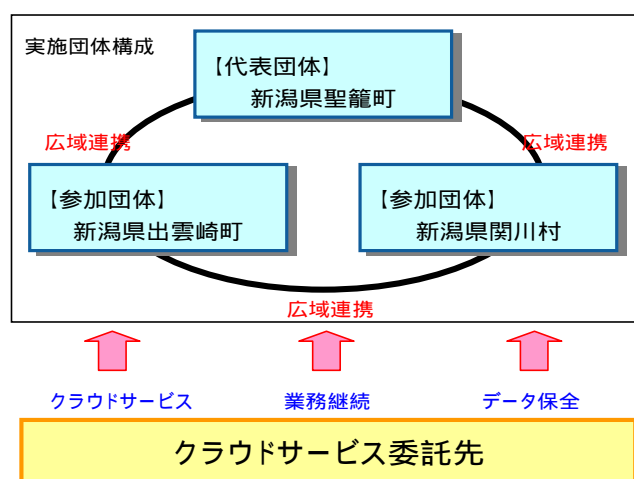 実施団体構成
【代表団体】
新潟県聖籠町
広域連携
広域連携
【参加団体】
新潟県出雲崎町
【参加団体】
新潟県関川村
広域連携
クラウドサービス
業務継続
データ保全
クラウドサービス委託先